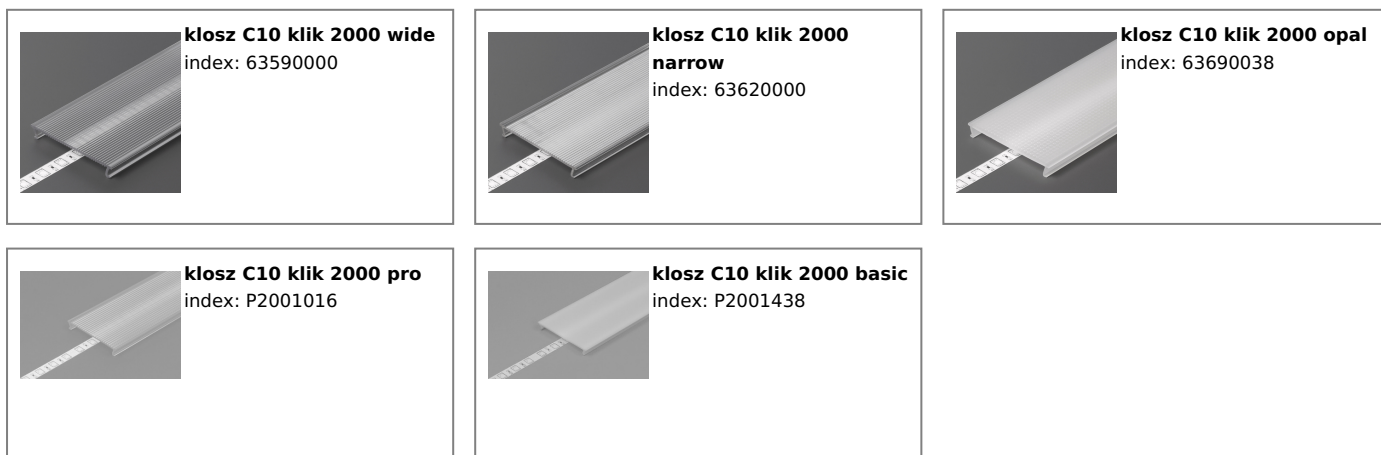 klosz C10 klik 2000 wide
index: 63590000
klosz C10 klik 2000
narrow
index: 63620000
klosz C10 klik 2000 opal
index: 63690038
klosz C10 klik 2000 pro
index: P2001016
klosz C10 klik 2000 basic
index: P2001438